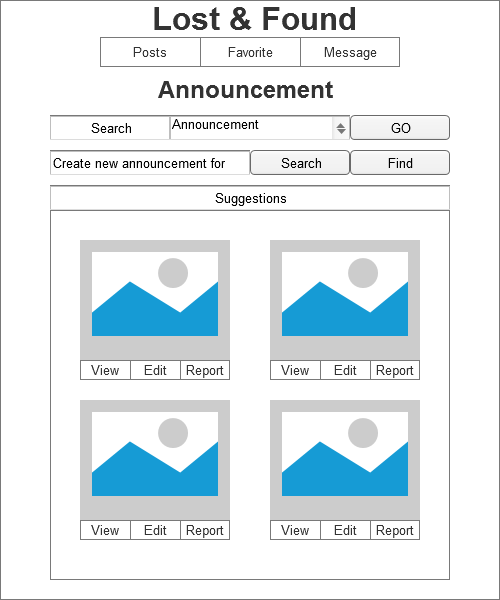 Lost & Found
Posts Favorite Message
Announcement
Search Announcement GO
Create new announcement for Search Find
Suggestions
View Edit Report View Edit Report
View Edit Report View Edit Report